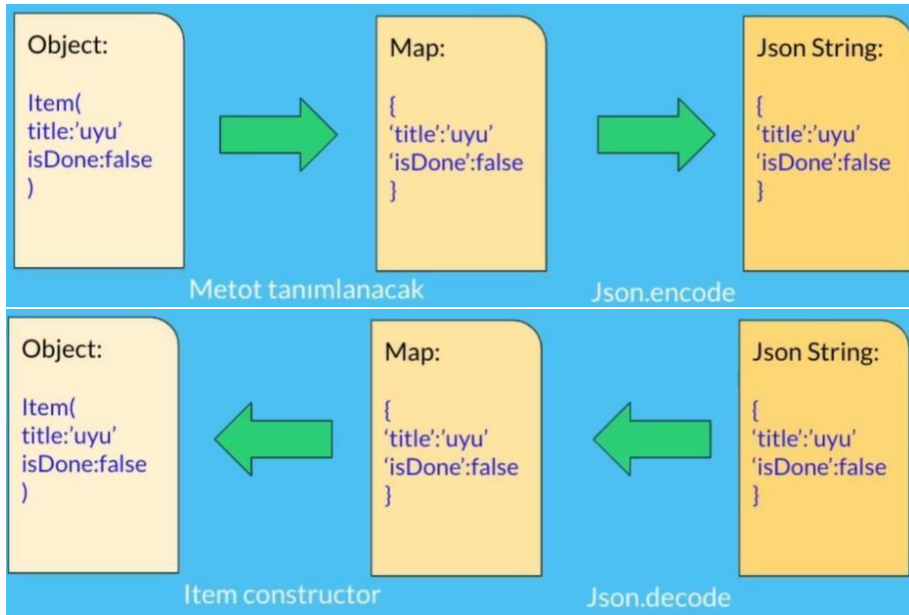 Object:
Item(
title:'uyu'
isDone:false
)
Map:
{
‘title’:’uyu’
‘isDone’:false
}
Json String:
{
‘title’:’uyu’
‘isDone’:false
}
Metot tanımlanacak
Json.encode
Object:
Item(
title:'uyu'
isDone:false
)
Map:
{
‘title’:’uyu’
‘isDone’:false
}
Json String:
{
‘title’:’uyu’
‘isDone’:false
}
Item constructor
Json.decode